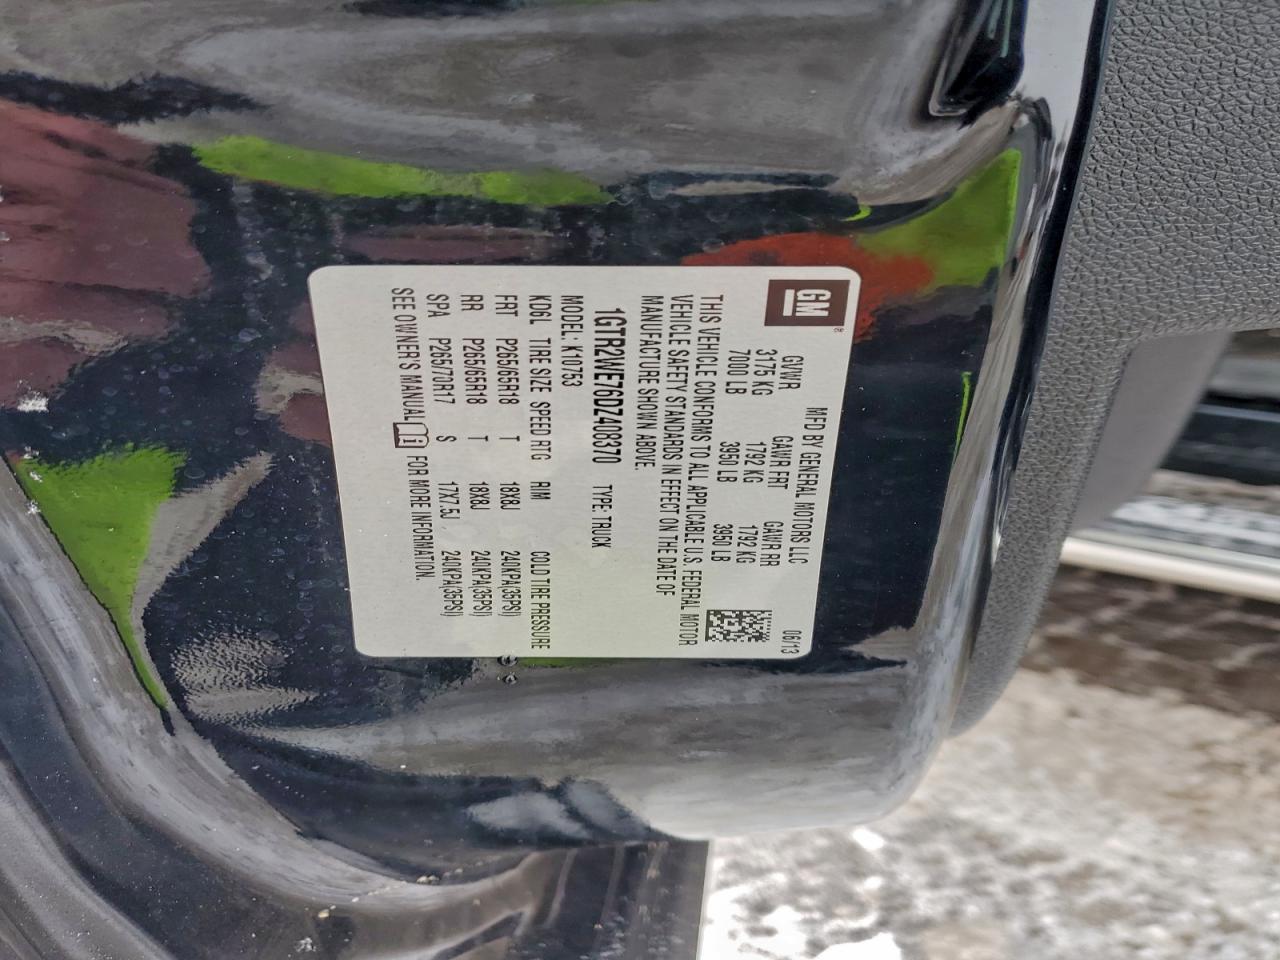 GM
MFD BY GENERAL MOTORS LLC 06/13
GVWR GAWR FRT GAWR RR
3175 KG 1792 KG 1792 KG
7000 LB 3950 LB 3950 LB
THIS VEHICLE CONFORMS TO ALL APPLICABLE U.S. FEDERAL MOTOR
VEHICLE SAFETY STANDARDS IN EFFECT ON THE DATE OF
MANUFACTURE SHOWN ABOVE.
1GTR2WE76DZ408370 TYPE: TRUCK
MODEL: K10753
KD6L TIRE SIZE SPEED RTG RIM COLD TIRE PRESSURE
FRT P265/65R18 T 18X8J 240KPA(35PSI)
RR P265/65R18 T 18X8J 240KPA(35PSI)
SPA P265/70R17 S 17X7.5J 240KPA(35PSI)
SEE OWNER'S MANUAL FOR MORE INFORMATION.